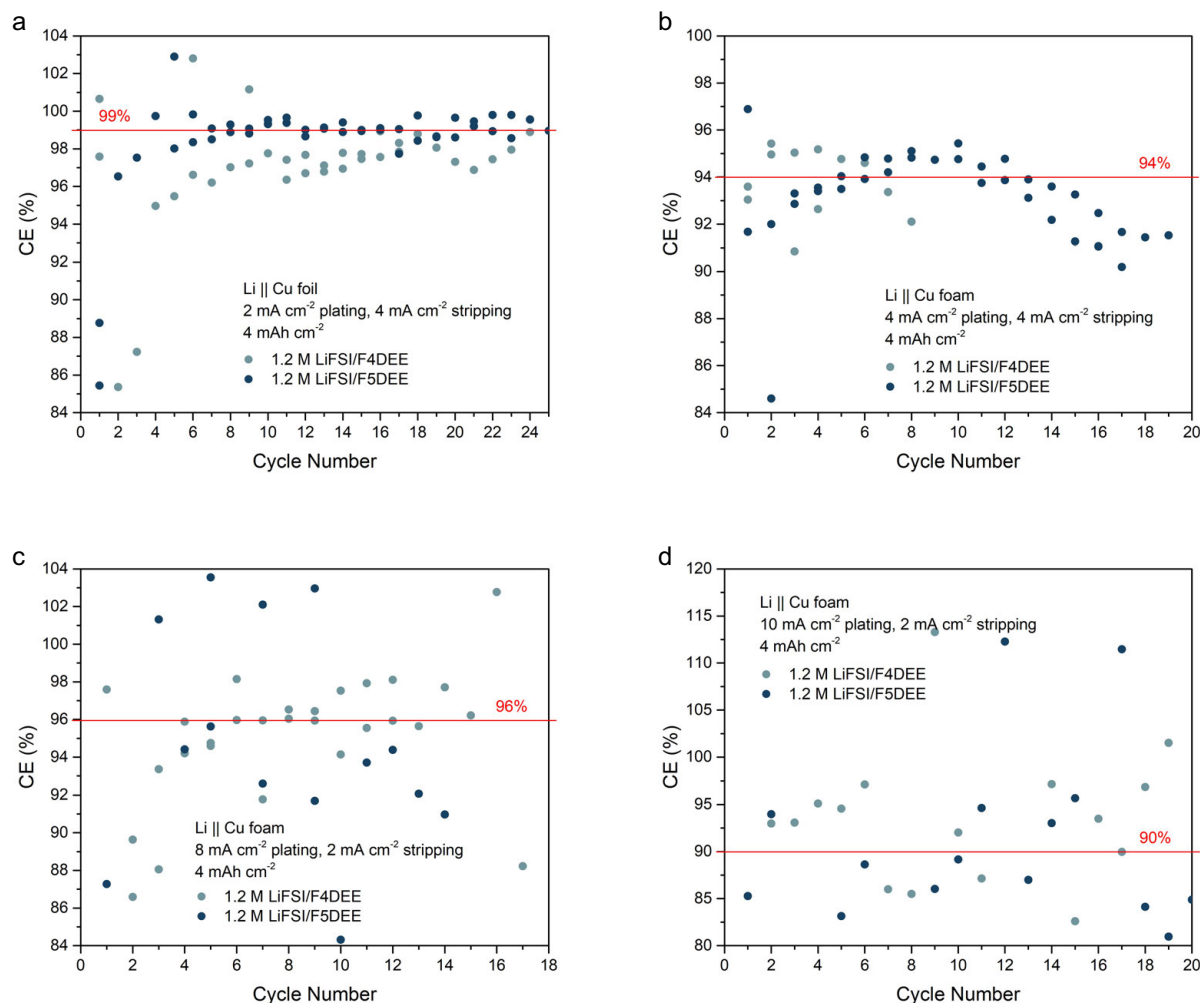 a
104
102
100
98
96
94
92
90
88
86
84
0 2 4 6 8 10 12 14 16 18 20 22 24
CE (%)
Cycle Number
99%
Li || Cu foil
2 mA cm⁻² plating, 4 mA cm⁻² stripping
4 mAh cm⁻²
1.2 M LiFSI/F4DEE
1.2 M LiFSI/F5DEE
b
100
98
96
94
92
90
88
86
84
0 2 4 6 8 10 12 14 16 18 20
CE (%)
Cycle Number
94%
Li || Cu foam
4 mA cm⁻² plating, 4 mA cm⁻² stripping
4 mAh cm⁻²
1.2 M LiFSI/F4DEE
1.2 M LiFSI/F5DEE
c
104
102
100
98
96
94
92
90
88
86
84
0 2 4 6 8 10 12 14 16 18
CE (%)
Cycle Number
96%
Li || Cu foam
8 mA cm⁻² plating, 2 mA cm⁻² stripping
4 mAh cm⁻²
1.2 M LiFSI/F4DEE
1.2 M LiFSI/F5DEE
d
120
115
110
105
100
95
90
85
80
0 2 4 6 8 10 12 14 16 18 20
CE (%)
Cycle Number
90%
Li || Cu foam
10 mA cm⁻² plating, 2 mA cm⁻² stripping
4 mAh cm⁻²
1.2 M LiFSI/F4DEE
1.2 M LiFSI/F5DEE